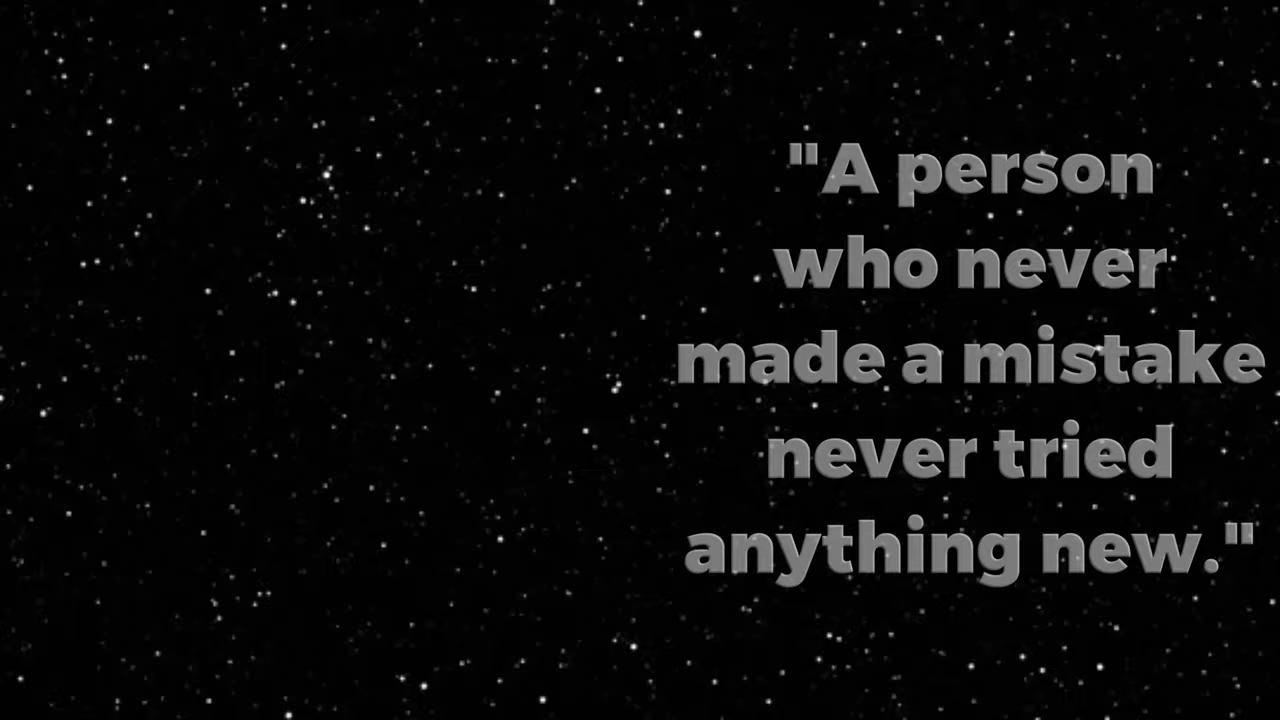 "A person
who never
made a mistake
never tried
anything new."